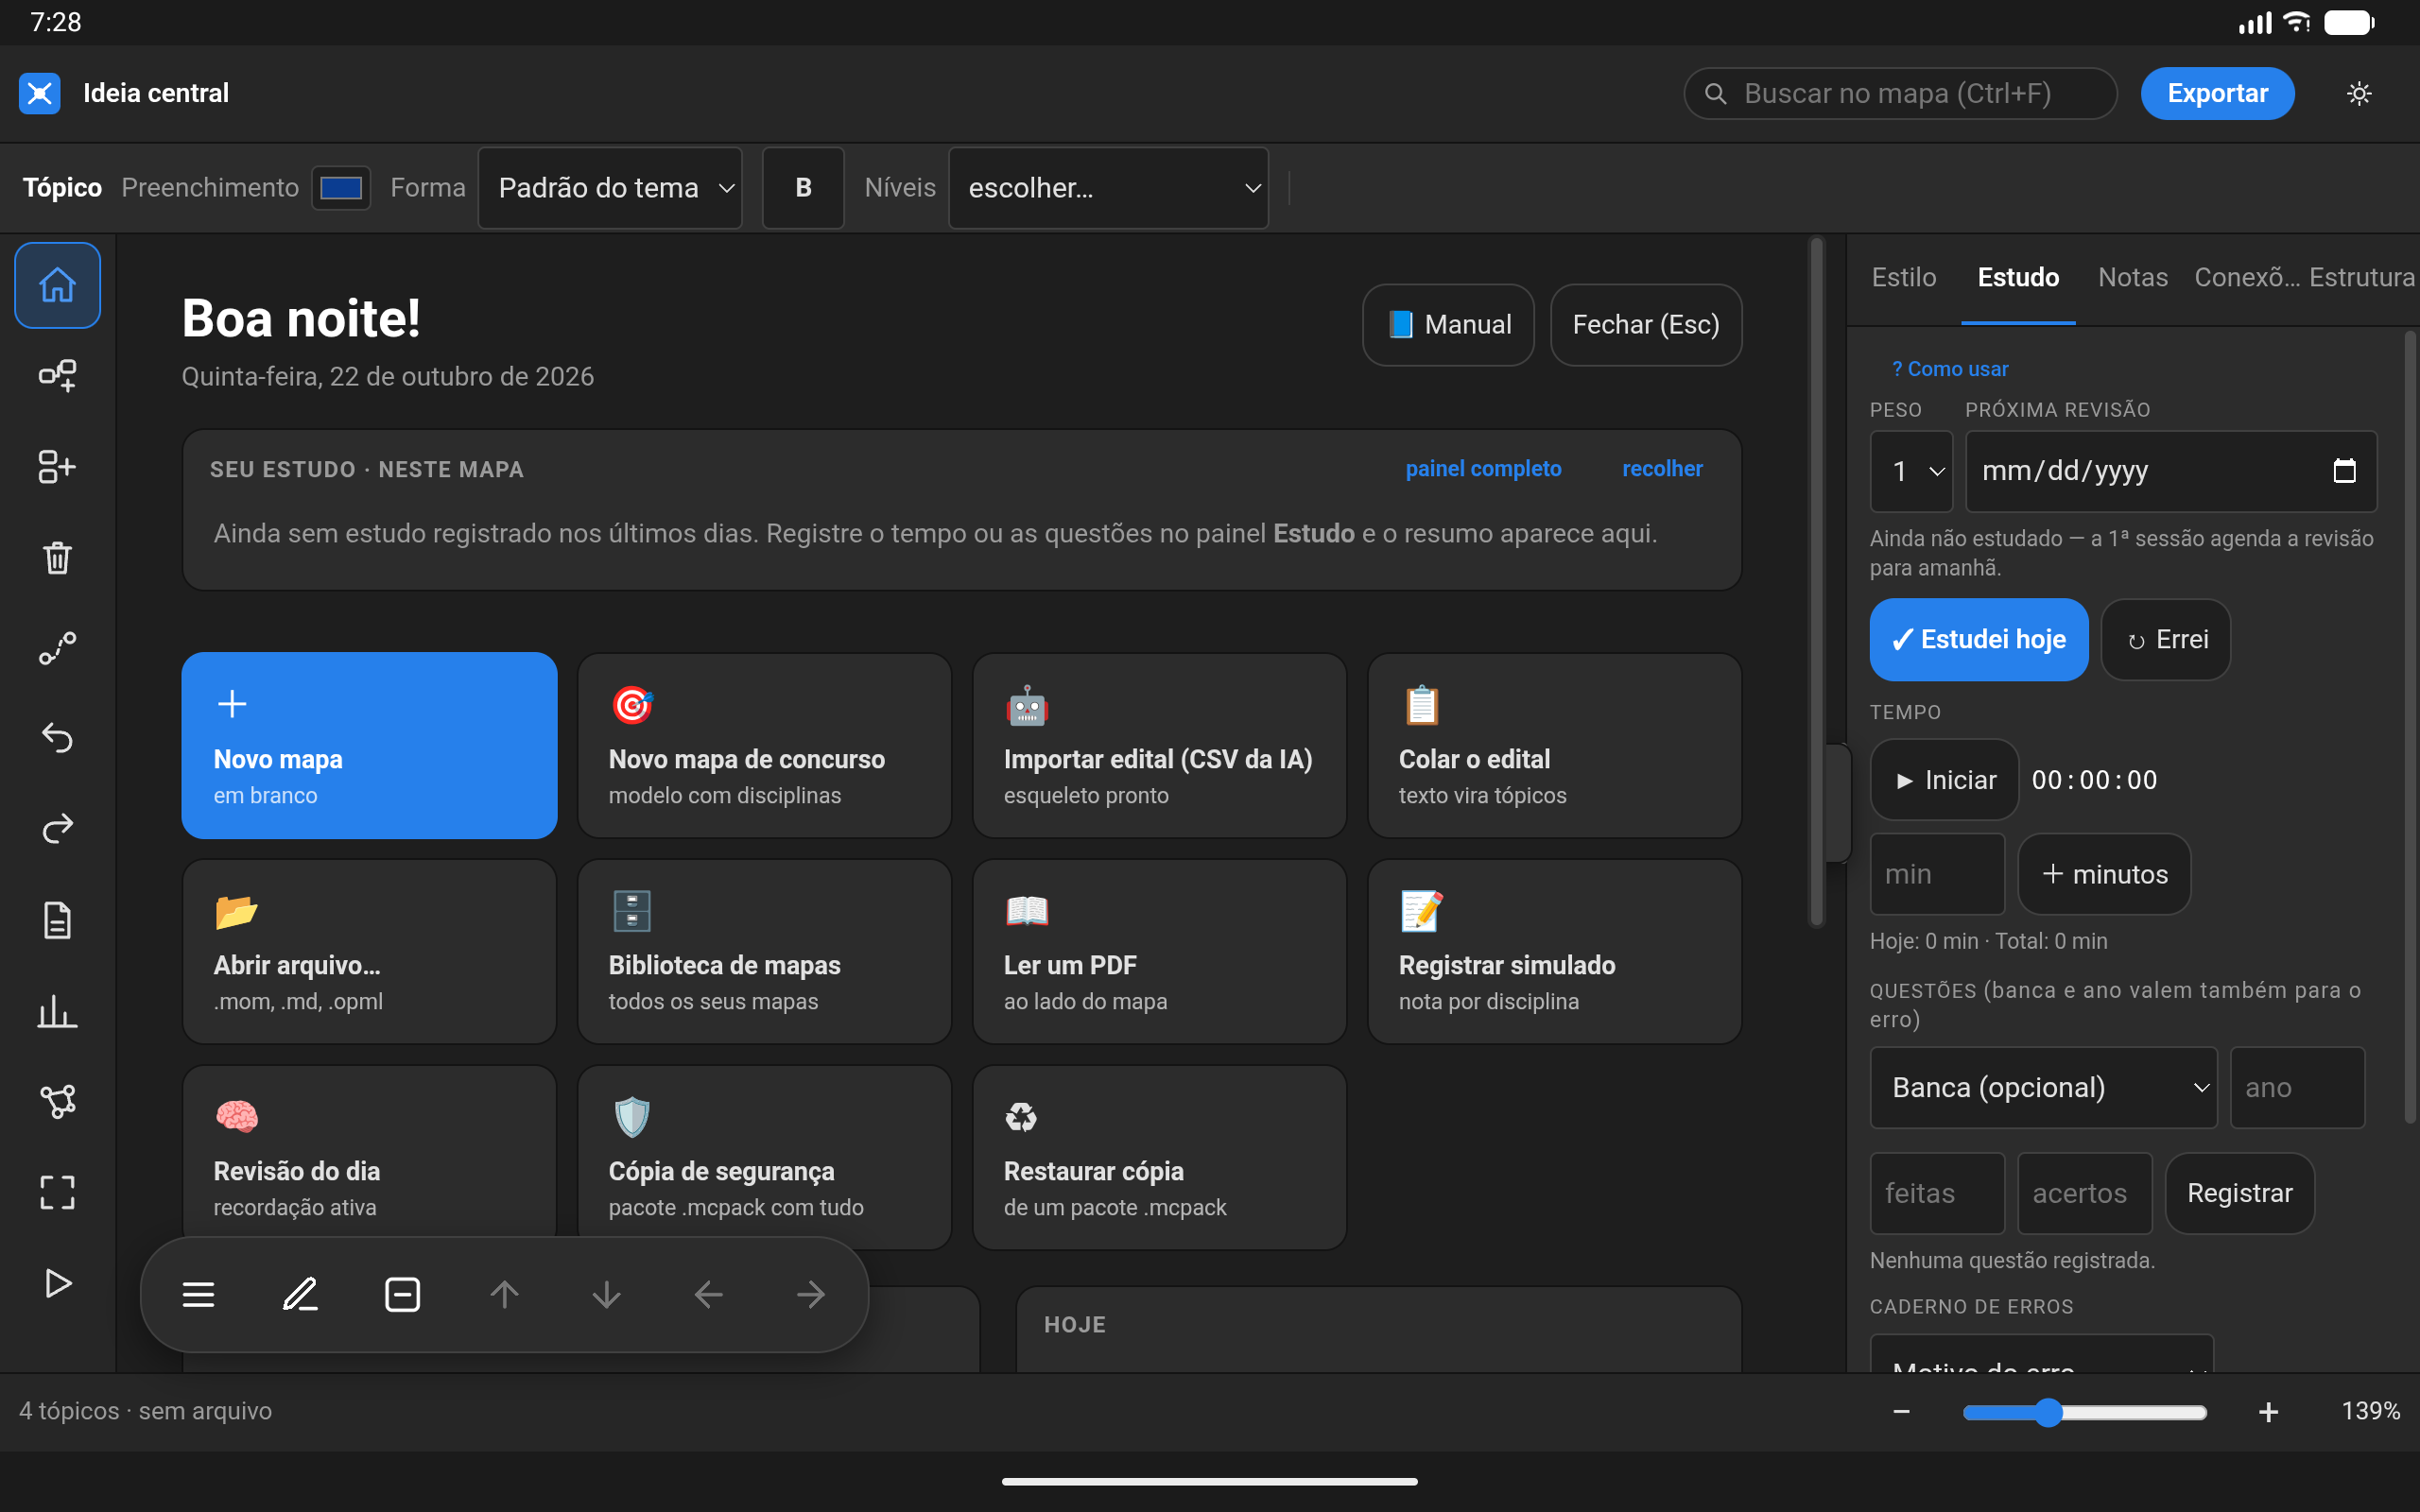 7:28
Ideia central
Buscar no mapa (Ctrl+F)
Exportar
Tópico Preenchimento Forma Padrão do tema B Níveis escolher...
Boa noite!
Quinta-feira, 22 de outubro de 2026
📘 Manual
Fechar (Esc)
SEU ESTUDO · NESTE MAPA
painel completo recolher
Ainda sem estudo registrado nos últimos dias. Registre o tempo ou as questões no painel Estudo e o resumo aparece aqui.
Novo mapa
em branco
Novo mapa de concurso
modelo com disciplinas
Importar edital (CSV da IA)
esqueleto pronto
Colar o edital
texto vira tópicos
Abrir arquivo...
.mom, .md, .opml
Biblioteca de mapas
todos os seus mapas
Ler um PDF
ao lado do mapa
Registrar simulado
nota por disciplina
Revisão do dia
recordação ativa
Cópia de segurança
pacote .mcpack com tudo
Restaurar cópia
de um pacote .mcpack
HOJE
Estilo Estudo Notas Conexõ... Estrutura
? Como usar
PESO PRÓXIMA REVISÃO
1 mm/dd/yyyy
Ainda não estudado — a 1ª sessão agenda a revisão
para amanhã.
✓ Estudei hoje
↻ Errei
TEMPO
► Iniciar 00:00:00
min + minutos
Hoje: 0 min · Total: 0 min
QUESTÕES (banca e ano valem também para o
erro)
Banca (opcional) ano
feitas acertos Registrar
Nenhuma questão registrada.
CADERNO DE ERROS
Motivo do erro
4 tópicos · sem arquivo
− + 139%